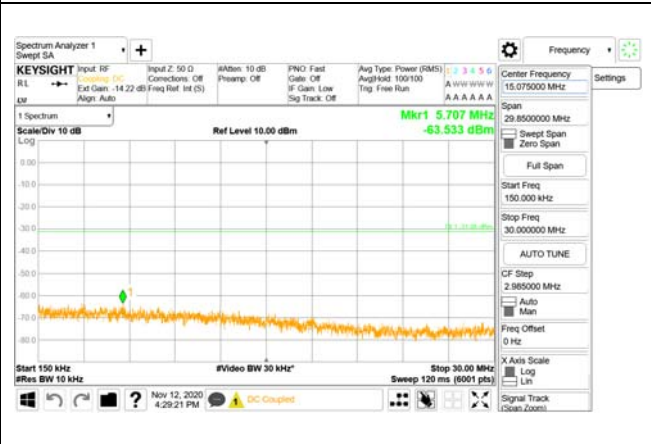 Spectrum Analyzer 1
Swept SA
+
Frequency
KEYSIGHT
RL
Input: RF
Coupling: DC
Ext Gain: -14.22 dB
Align: Auto
Input Z: 50 Ω
Corrections: Off
Freq Ref: Int (S)
#Atten: 10 dB
Preamp: Off
PNO: Fast
Gate: Off
IF Gain: Low
Sig Track: Off
Avg Type: Power (RMS)
Avg|Hold: 100/100
Trig: Free Run
1 2 3 4 5 6
A W W W W W
A A A A A A
Center Frequency
15.075000 MHz
Settings
Span
29.8500000 MHz
Swept Span
Zero Span
Full Span
Start Freq
150.000 kHz
Stop Freq
30.000000 MHz
AUTO TUNE
CF Step
2.985000 MHz
Auto
Man
Freq Offset
0 Hz
X Axis Scale
Log
Lin
Signal Track
(Span Zoom)
1 Spectrum
Mkr1 5.707 MHz
-63.533 dBm
Scale/Div 10 dB
Ref Level 10.00 dBm
Log
0.00
-10.0
-20.0
-30.0
-40.0
-50.0
-60.0
-70.0
-80.0
1
Start 150 kHz
#Video BW 30 kHz*
Stop 30.00 MHz
#Res BW 10 kHz
Sweep 120 ms (6001 pts)
?
Nov 12, 2020
4:29:21 PM
1
DC Coupled